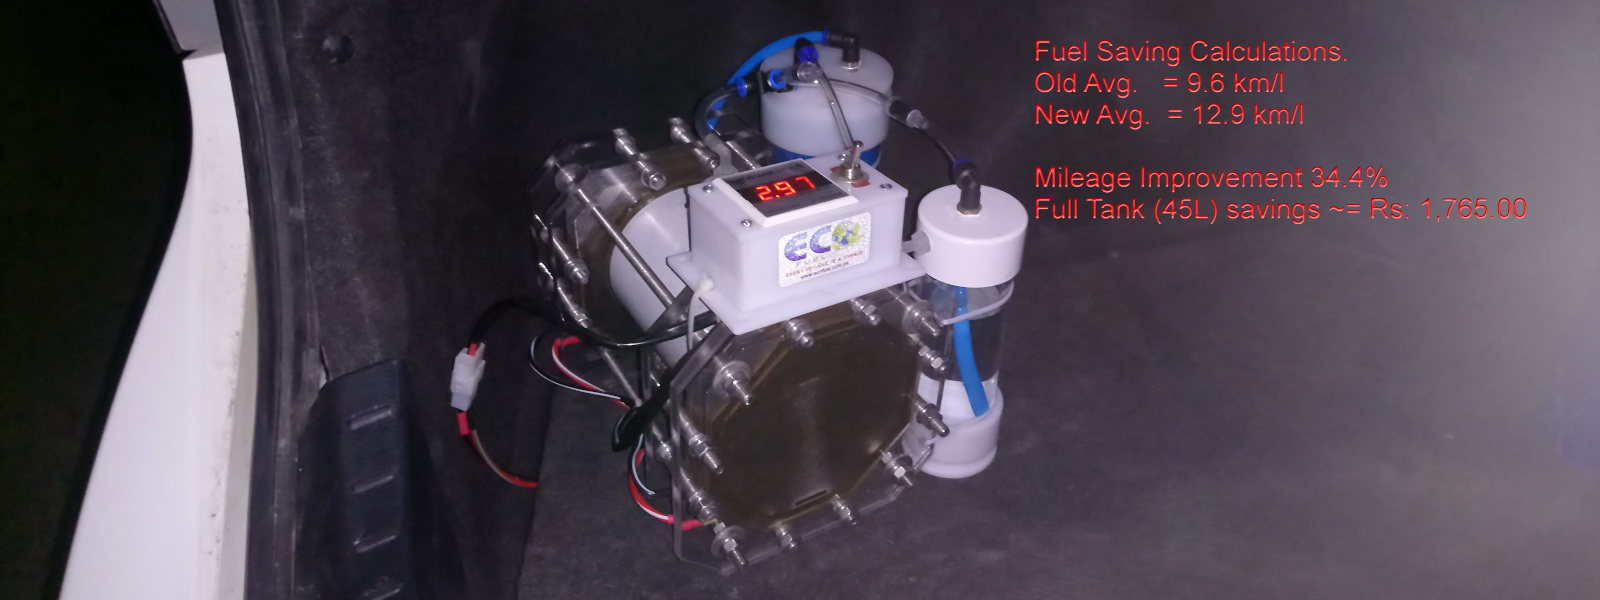 Fuel Saving Calculations.
Old Avg. = 9.6 km/l
New Avg. = 12.9 km/l
Mileage Improvement 34.4%
Full Tank (45L) savings ~= Rs: 1,765.00
2.97
ECO
FUEL